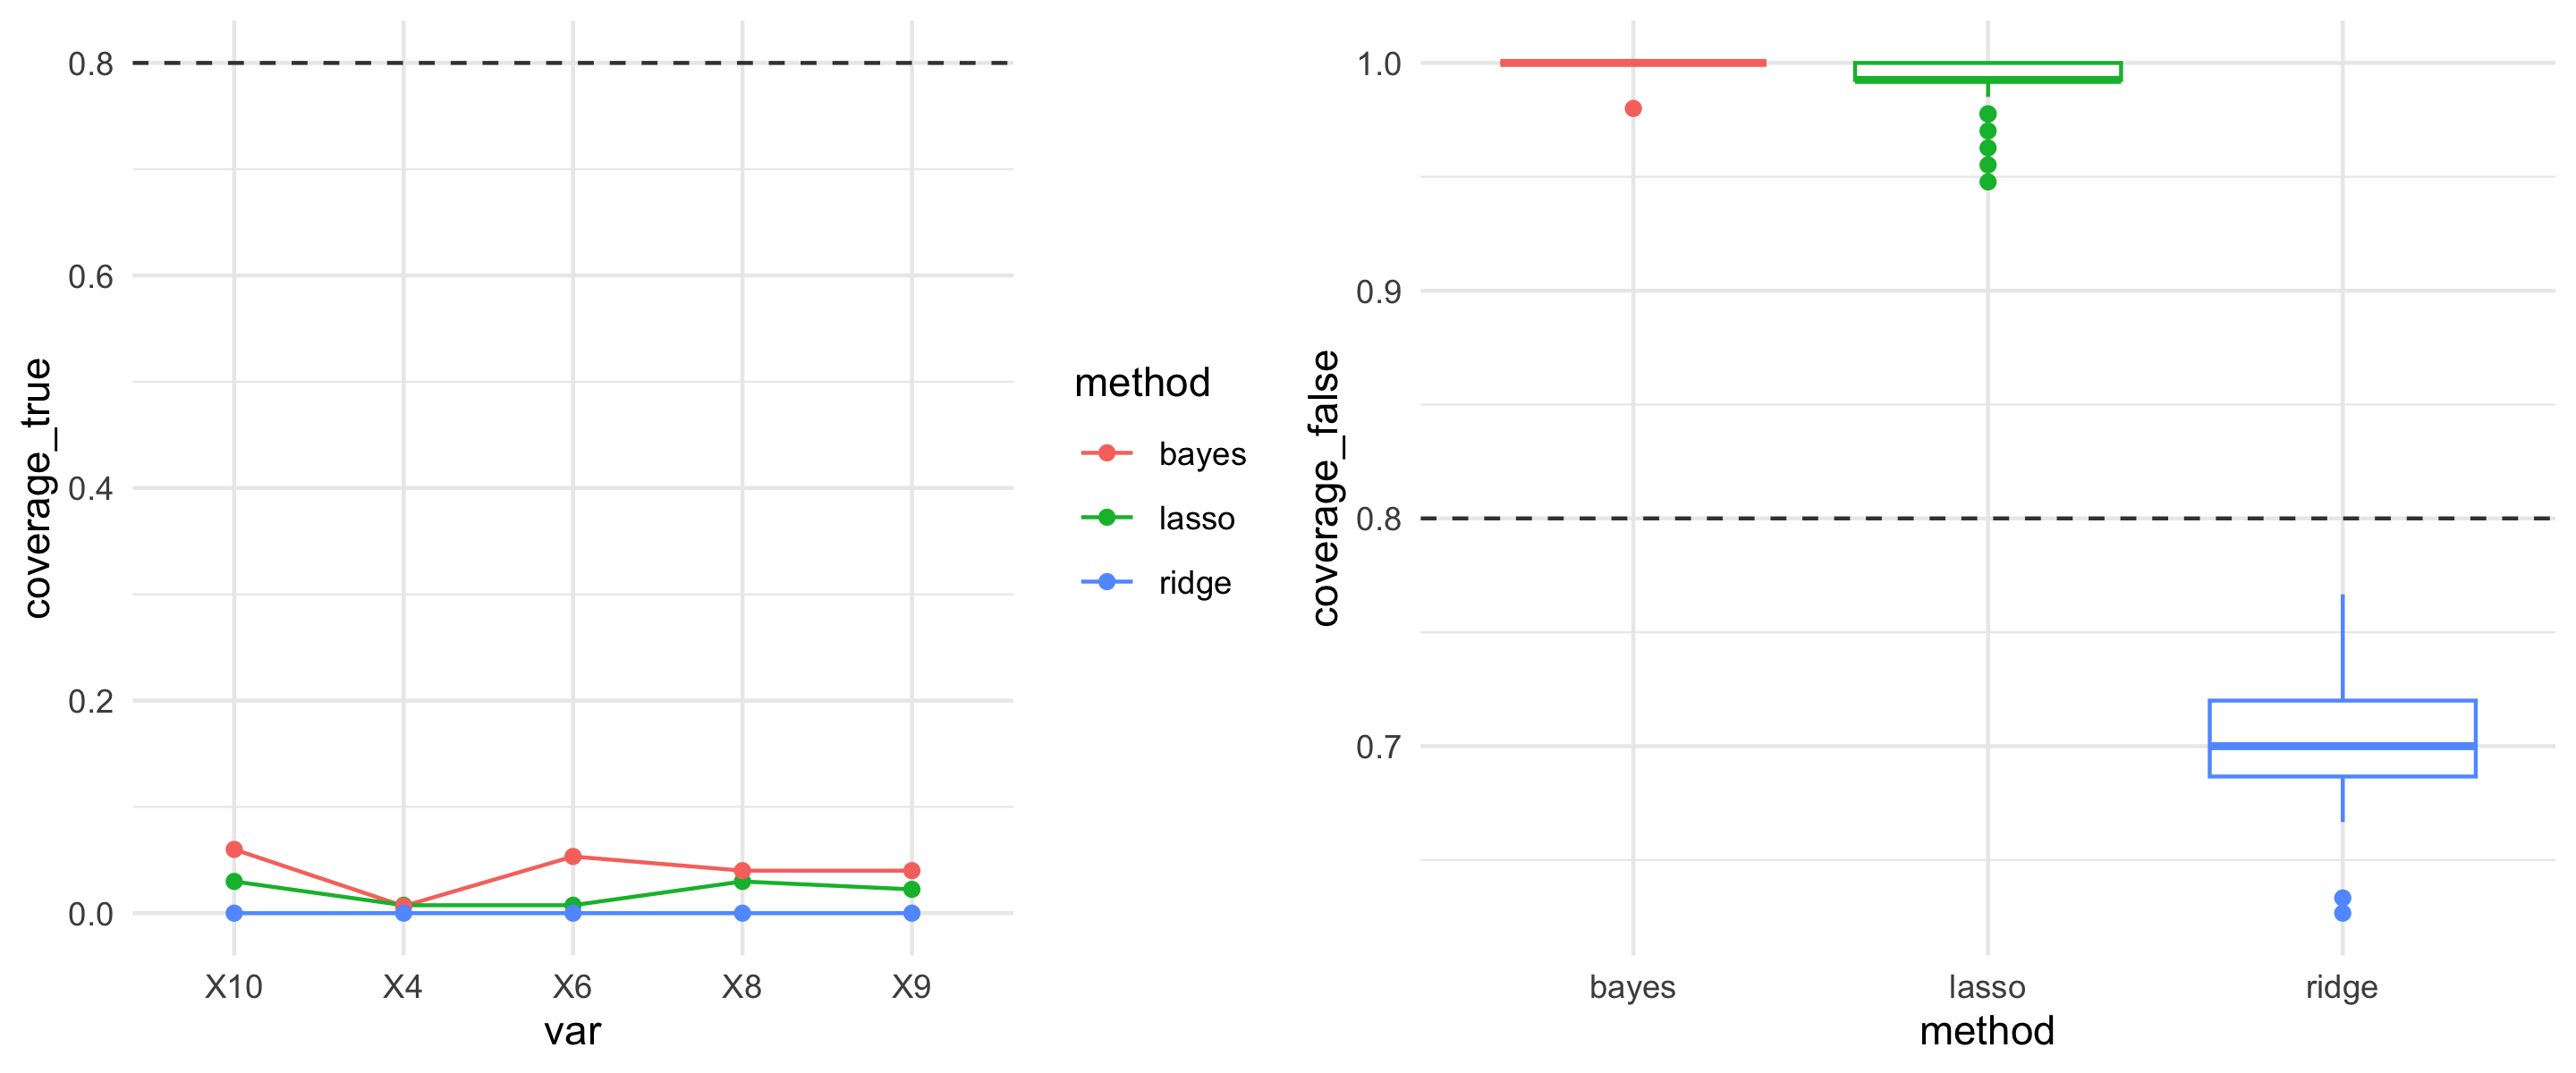 coverage_true
0.8
0.6
0.4
0.2
0.0
X10 X4 X6 X8 X9
var
method
bayes
lasso
ridge
coverage_false
1.0
0.9
0.8
0.7
bayes lasso ridge
method